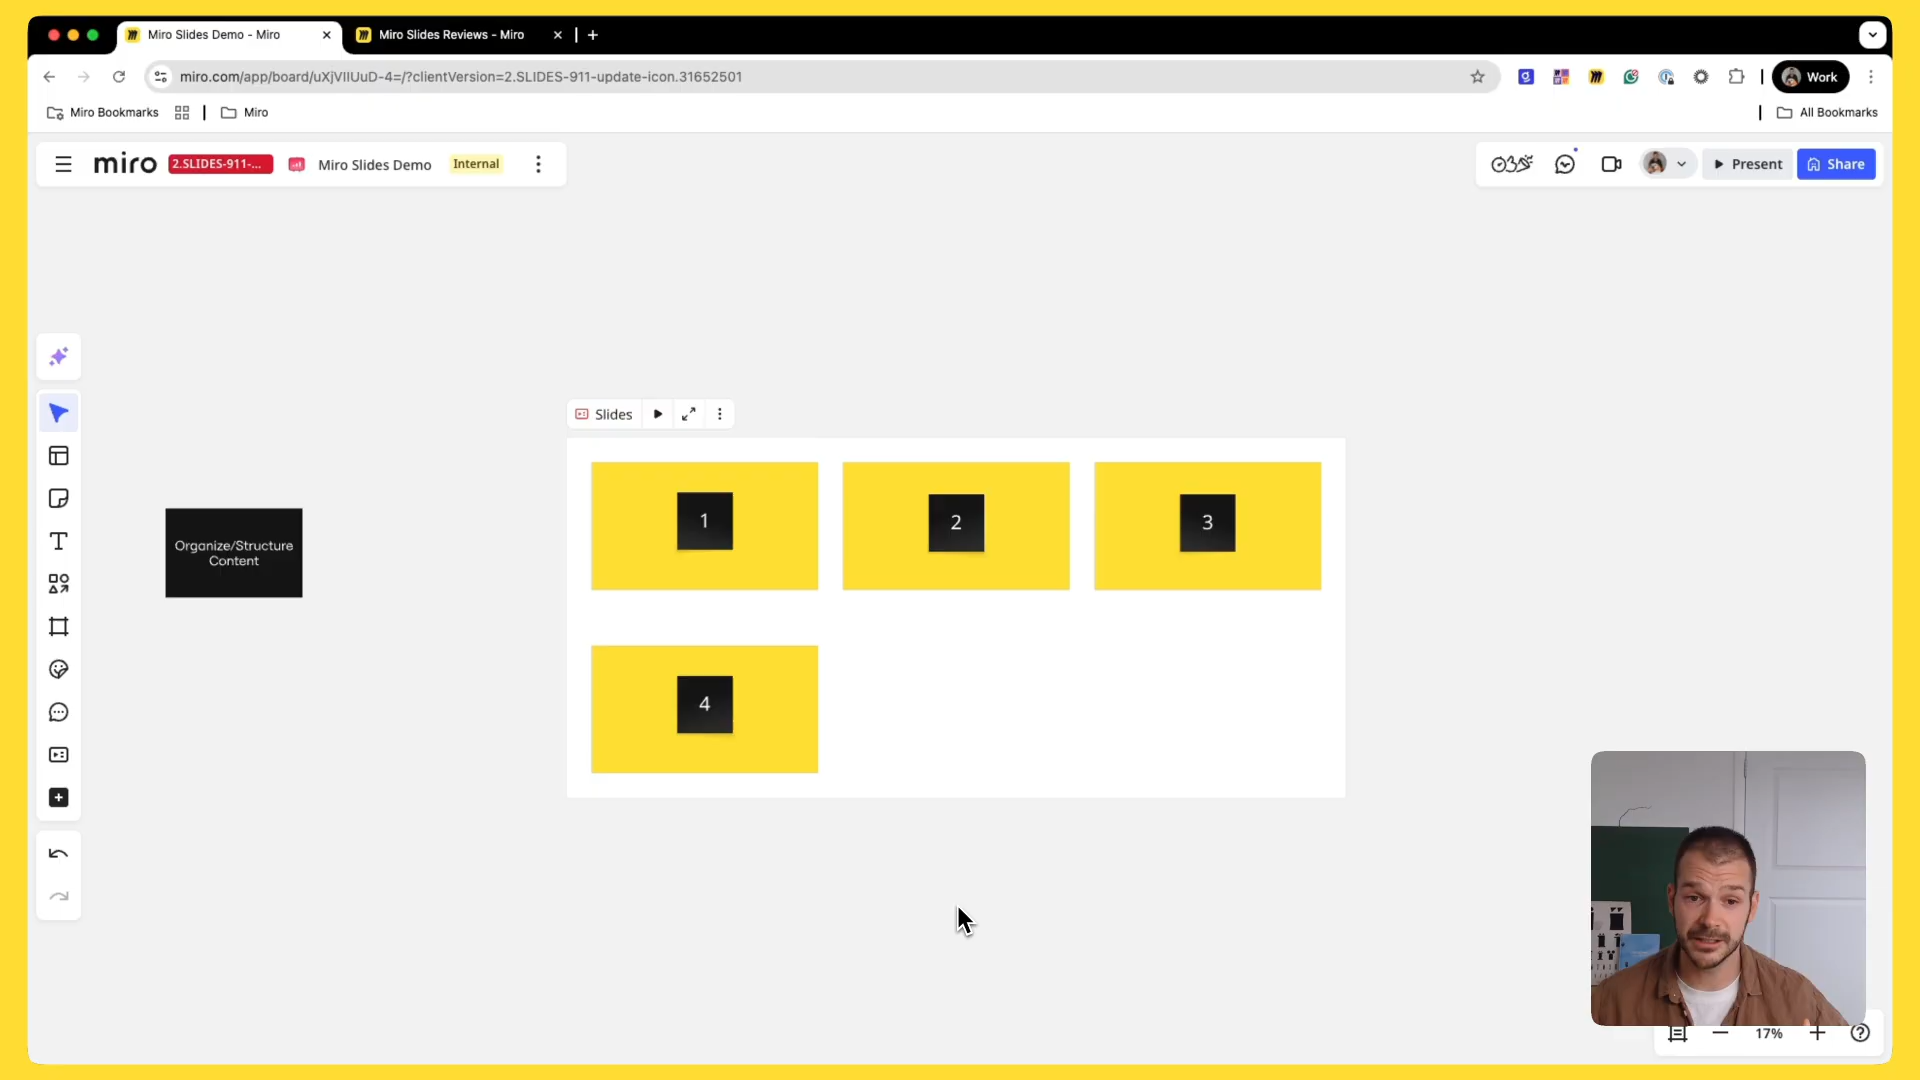 Miro Slides Demo - Miro
Miro Slides Reviews - Miro
miro.com/app/board/uXjVIIUuD-4=/?clientVersion=2.SLIDES-911-update-icon.31652501
Work
Miro Bookmarks
Miro
All Bookmarks
miro
2.SLIDES-911-...
Miro Slides Demo
Internal
Present
Share
Slides
1
2
3
Organize/Structure
Content
4
17%